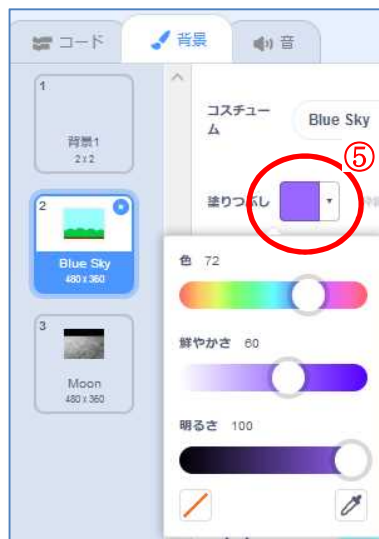 コード 背景 音
1
背景1
2 x 2
コスチューム Blue Sky
⑤
塗りつぶし
2
Blue Sky
480 x 360
3
Moon
480 x 360
色 72
鮮やかさ 60
明るさ 100